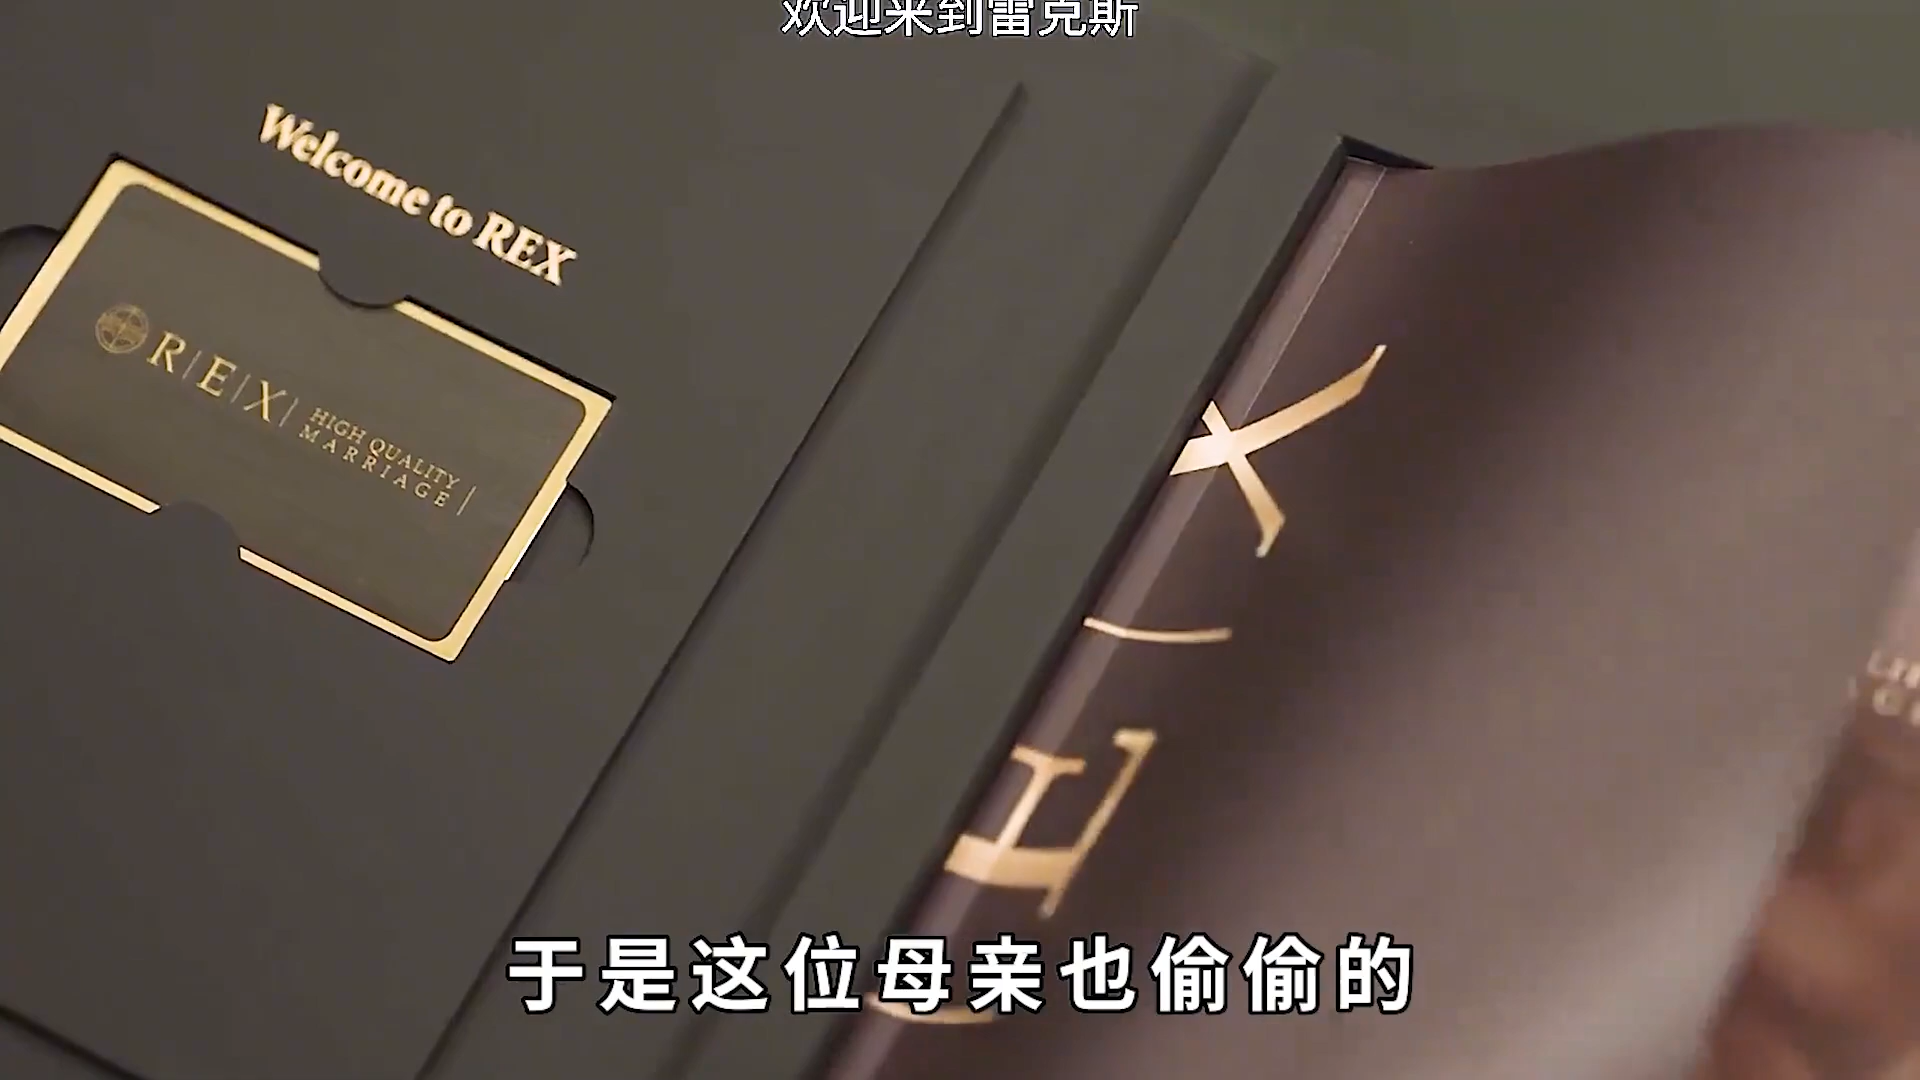 欢迎来到雷克斯
Welcome to REX
R|E|X|
HIGH QUALITY
MARRIAGE
E|X
于是这位母亲也偷偷的